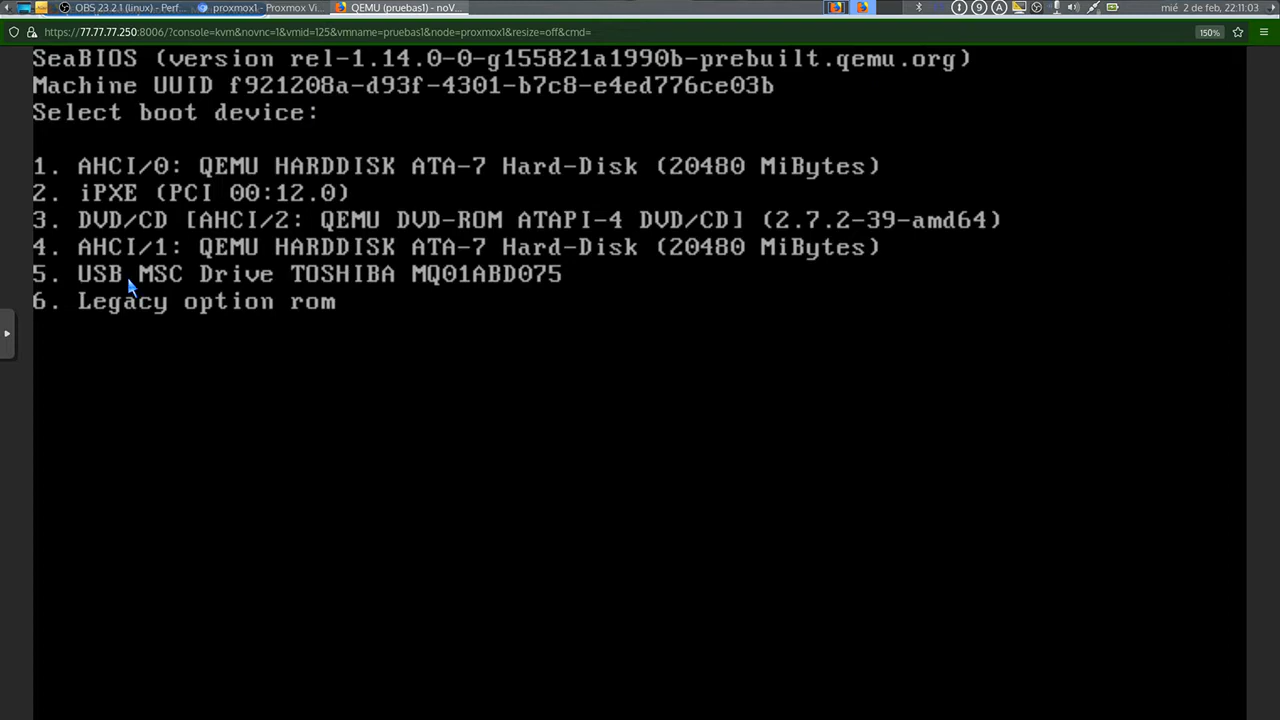 OBS 23.2.1 (linux) - Perf... proxmox1 - Proxmox Vi... QEMU (pruebas1) - noV... mié 2 de feb, 22:11:03
https://77.77.77.250:8006/?console=kvm&novnc=1&vmid=125&vmname=pruebas1&node=proxmox1&resize=off&cmd= 150%
SeaBIOS (version rel-1.14.0-0-g155821a1990b-prebuilt.qemu.org)
Machine UUID f921208a-d93f-4301-b7c8-e4ed776ce03b
Select boot device:
1. AHCI/0: QEMU HARDDISK ATA-7 Hard-Disk (20480 MiBytes)
2. iPXE (PCI 00:12.0)
3. DVD/CD [AHCI/2: QEMU DVD-ROM ATAPI-4 DVD/CD] (2.7.2-39-amd64)
4. AHCI/1: QEMU HARDDISK ATA-7 Hard-Disk (20480 MiBytes)
5. USB MSC Drive TOSHIBA MQ01ABD075
6. Legacy option rom